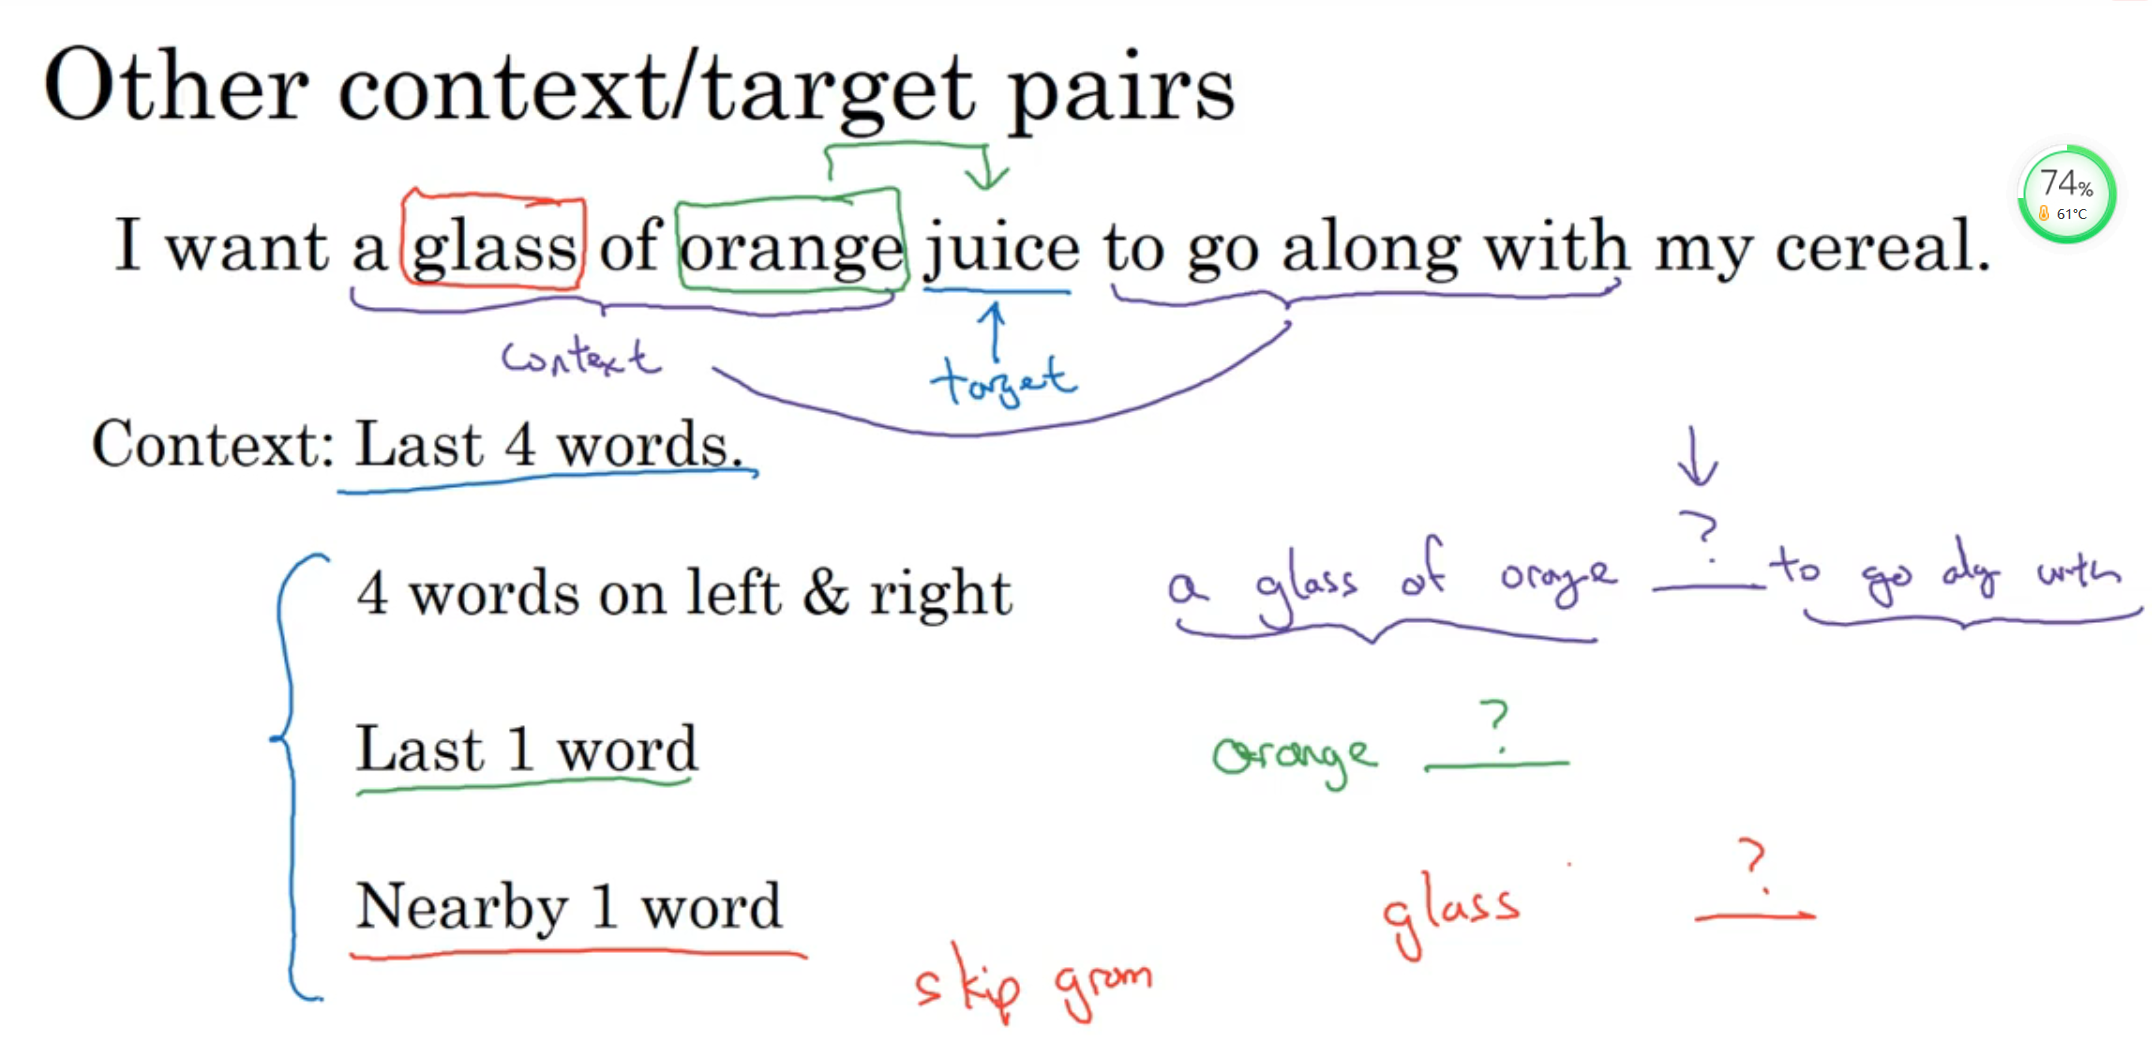 Other context/target pairs
74%
61°C
I want a glass of orange juice to go along with my cereal.
context
target
Context: Last 4 words.
?
4 words on left & right
a glass of orange to go alg with
?
Last 1 word
orange
?
Nearby 1 word
glass
skip gram